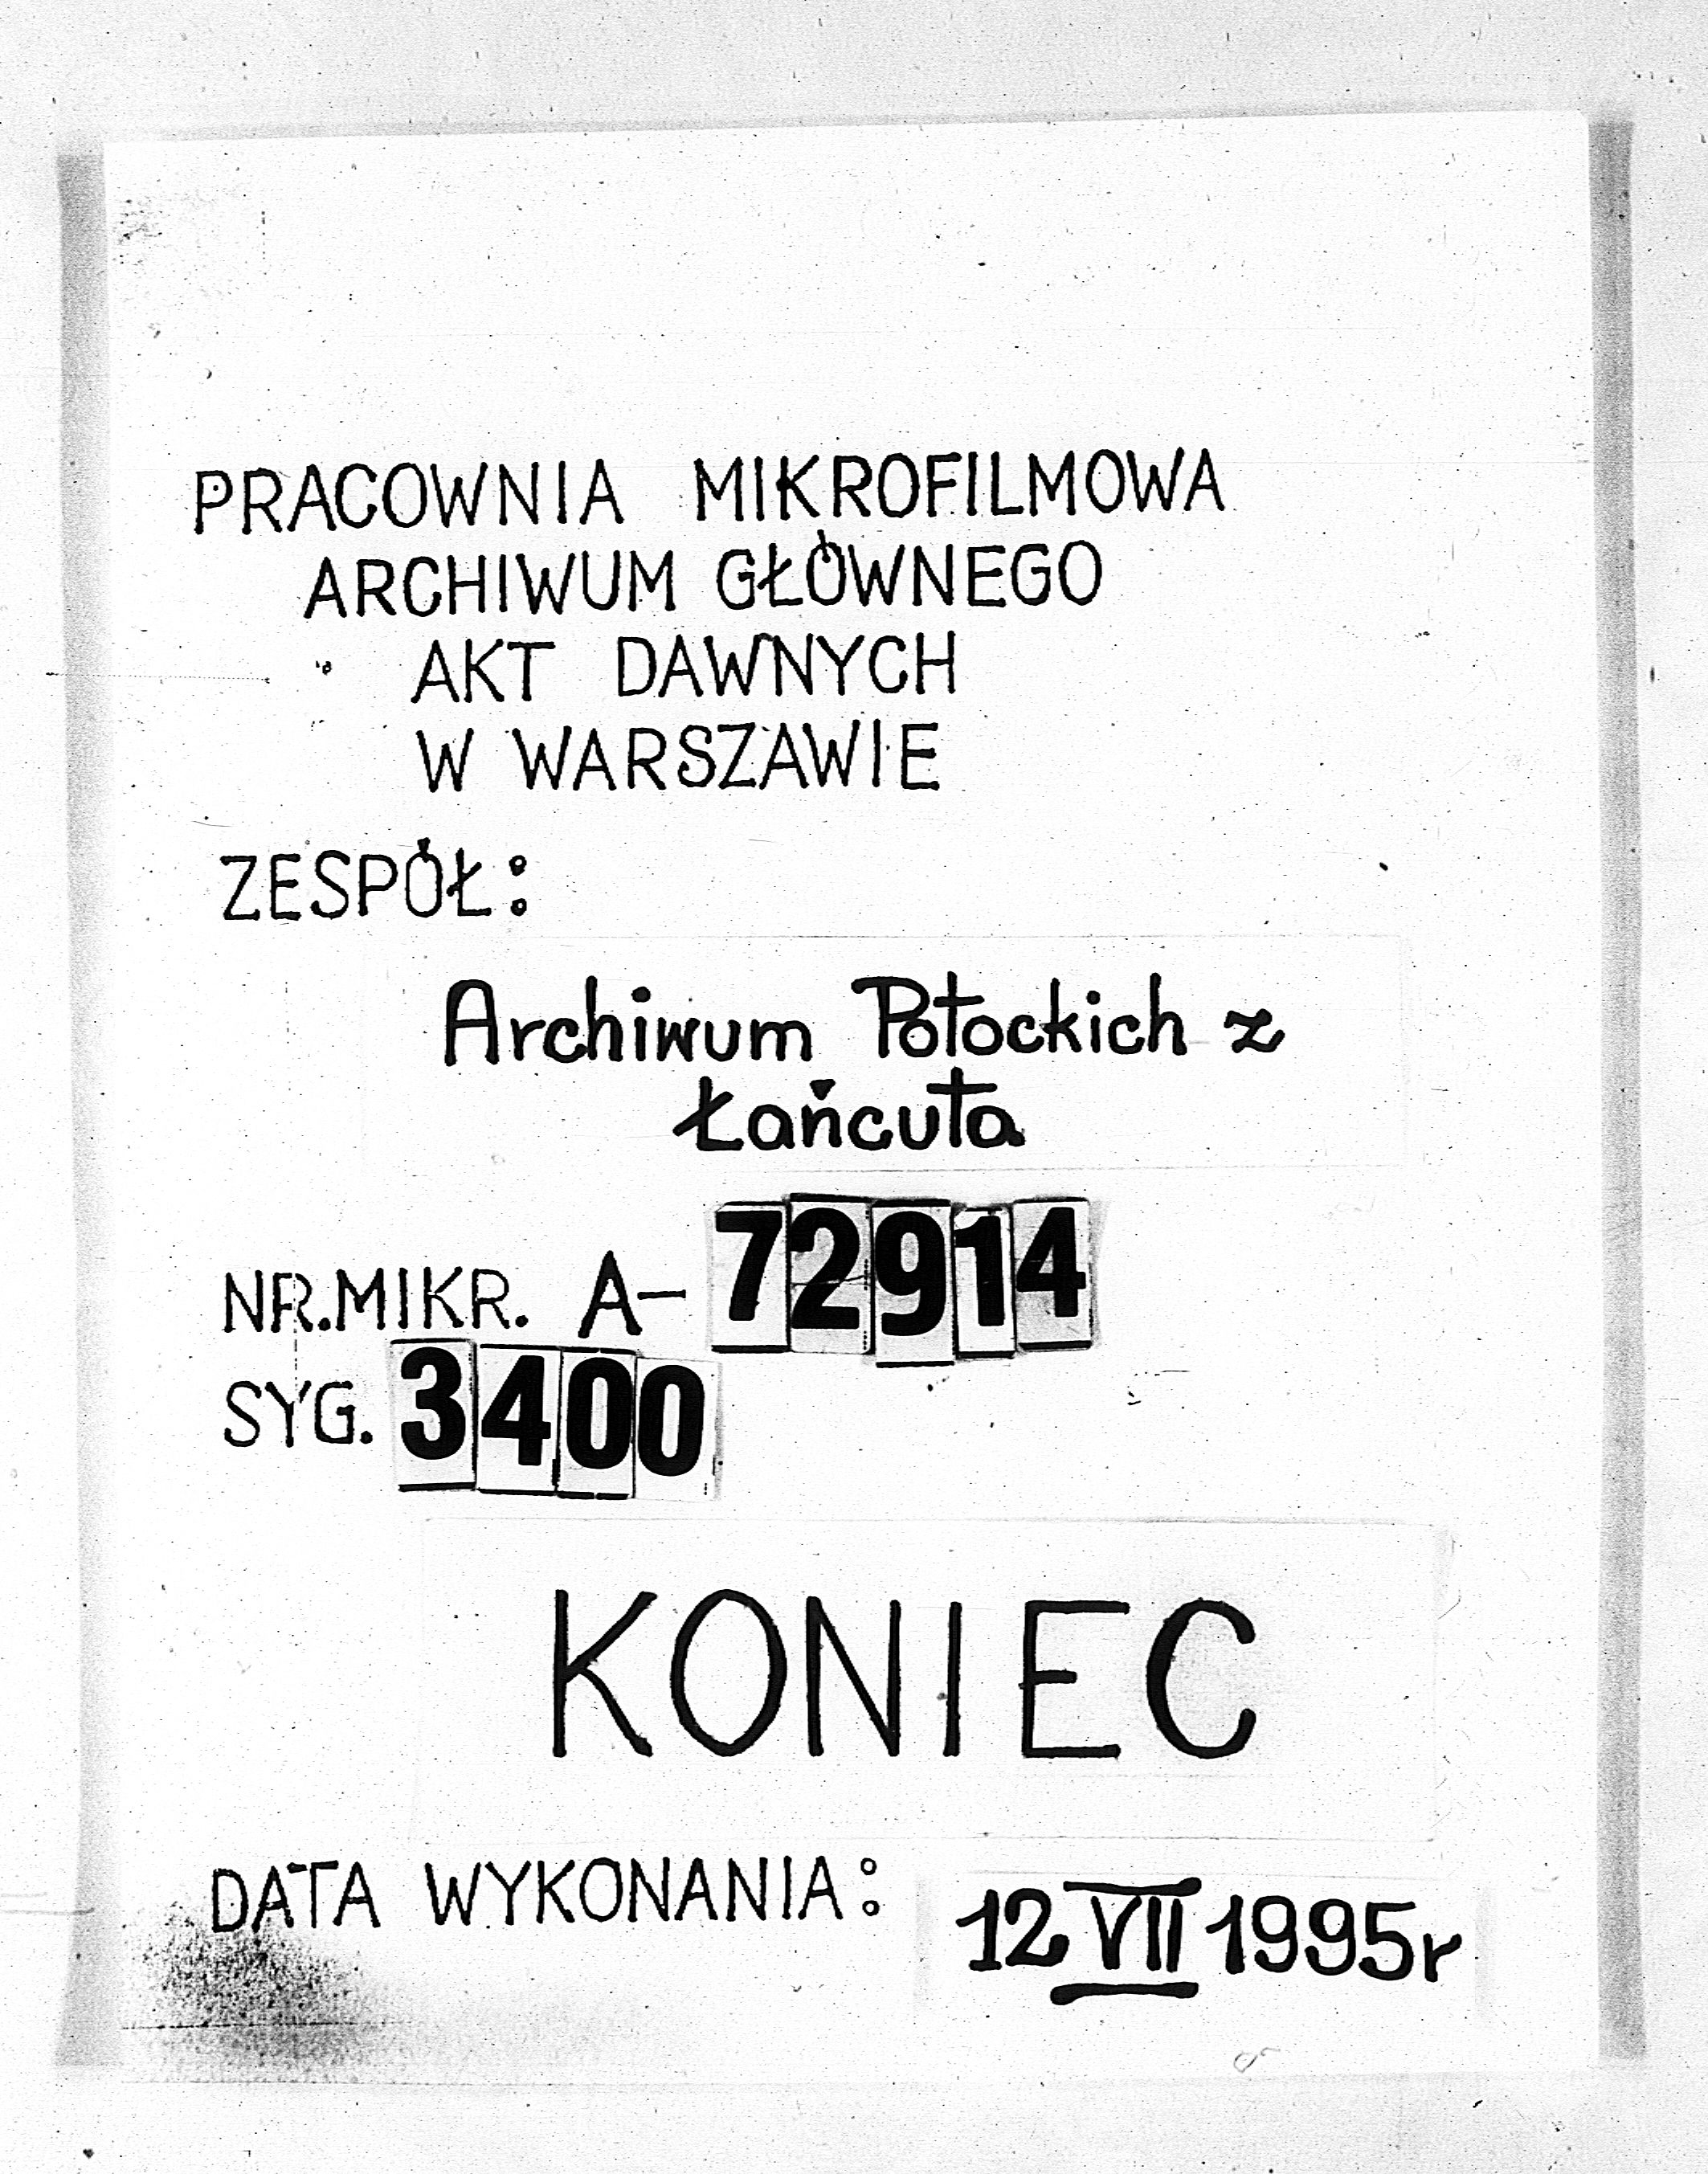 PRACOWNIA MIKROFILMOWA
ARCHIWUM GŁÓWNEGO
AKT DAWNYCH
W WARSZAWIE
ZESPÓŁ:
Archiwum Potockich z
Łańcuta
NR.MIKR. A- 72914
SYG. 3400
KONIEC
DATA WYKONANIA: 12 VII 1995r